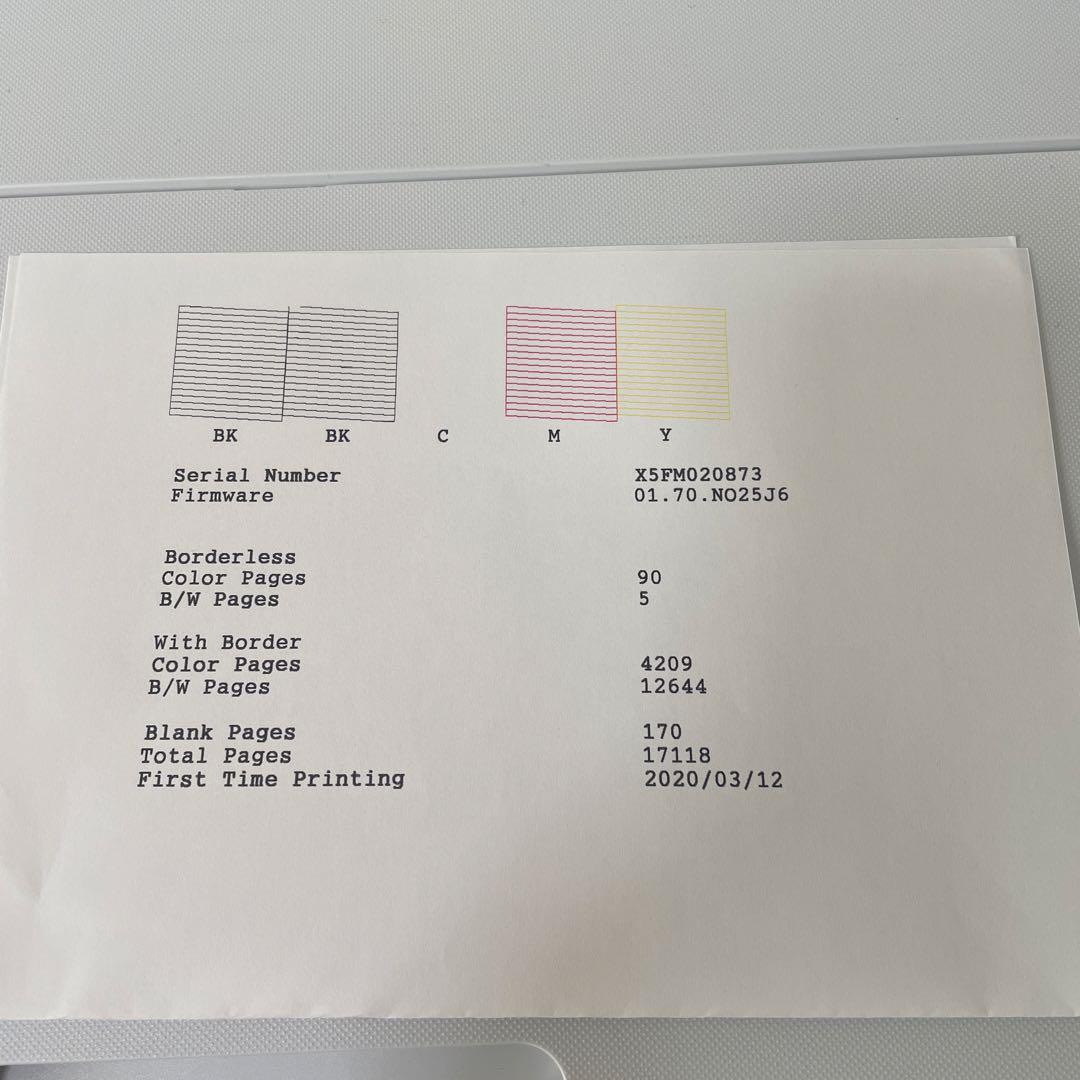 BK BK C M Y
Serial Number X5FM020873
Firmware 01.70.NO25J6
Borderless
Color Pages 90
B/W Pages 5
With Border
Color Pages 4209
B/W Pages 12644
Blank Pages 170
Total Pages 17118
First Time Printing 2020/03/12